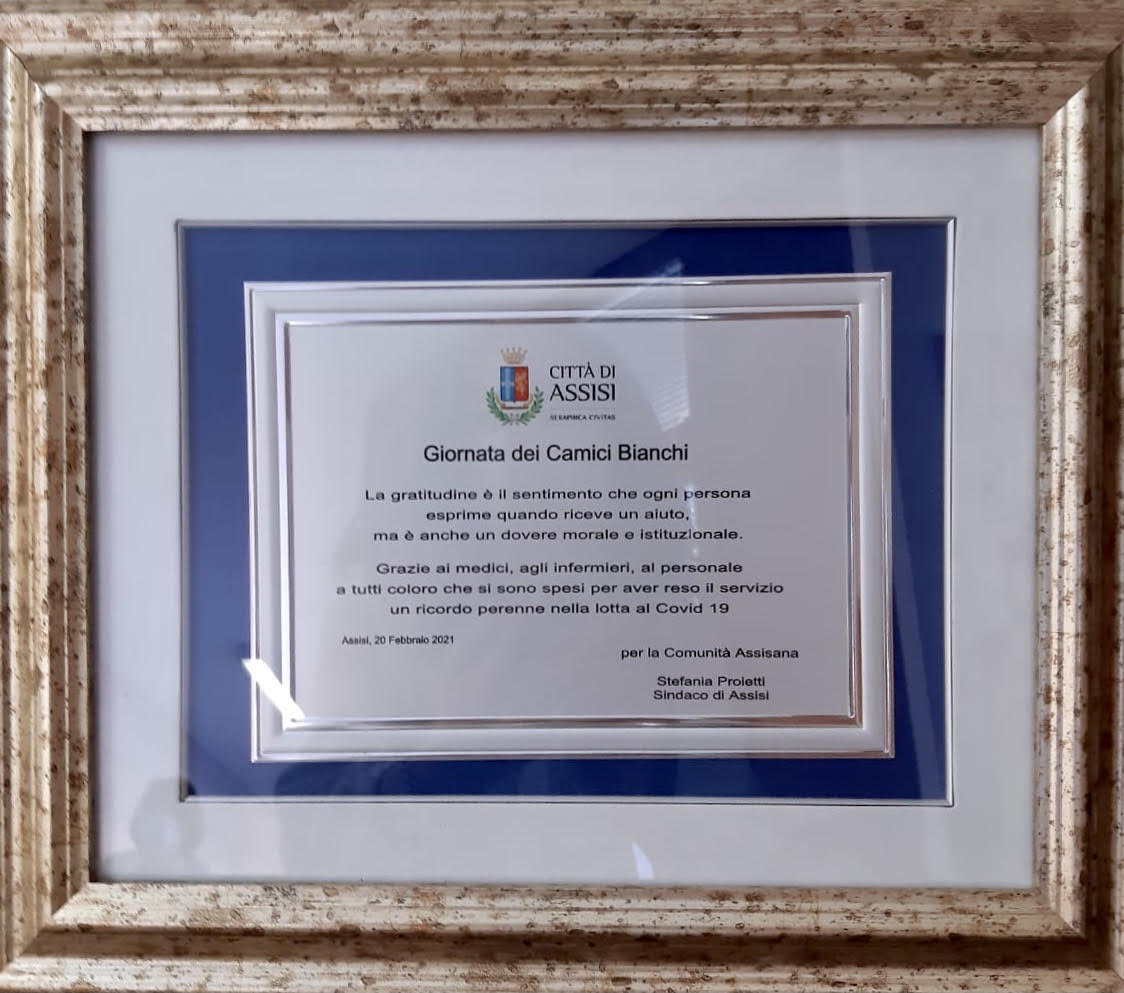 CITTÀ DI
ASSISI
SERAPHICA CIVITAS
Giornata dei Camici Bianchi
La gratitudine è il sentimento che ogni persona
esprime quando riceve un aiuto,
ma è anche un dovere morale e istituzionale.
Grazie ai medici, agli infermieri, al personale
a tutti coloro che si sono spesi per aver reso il servizio
un ricordo perenne nella lotta al Covid 19
Assisi, 20 Febbraio 2021
per la Comunità Assisana
Stefania Proietti
Sindaco di Assisi